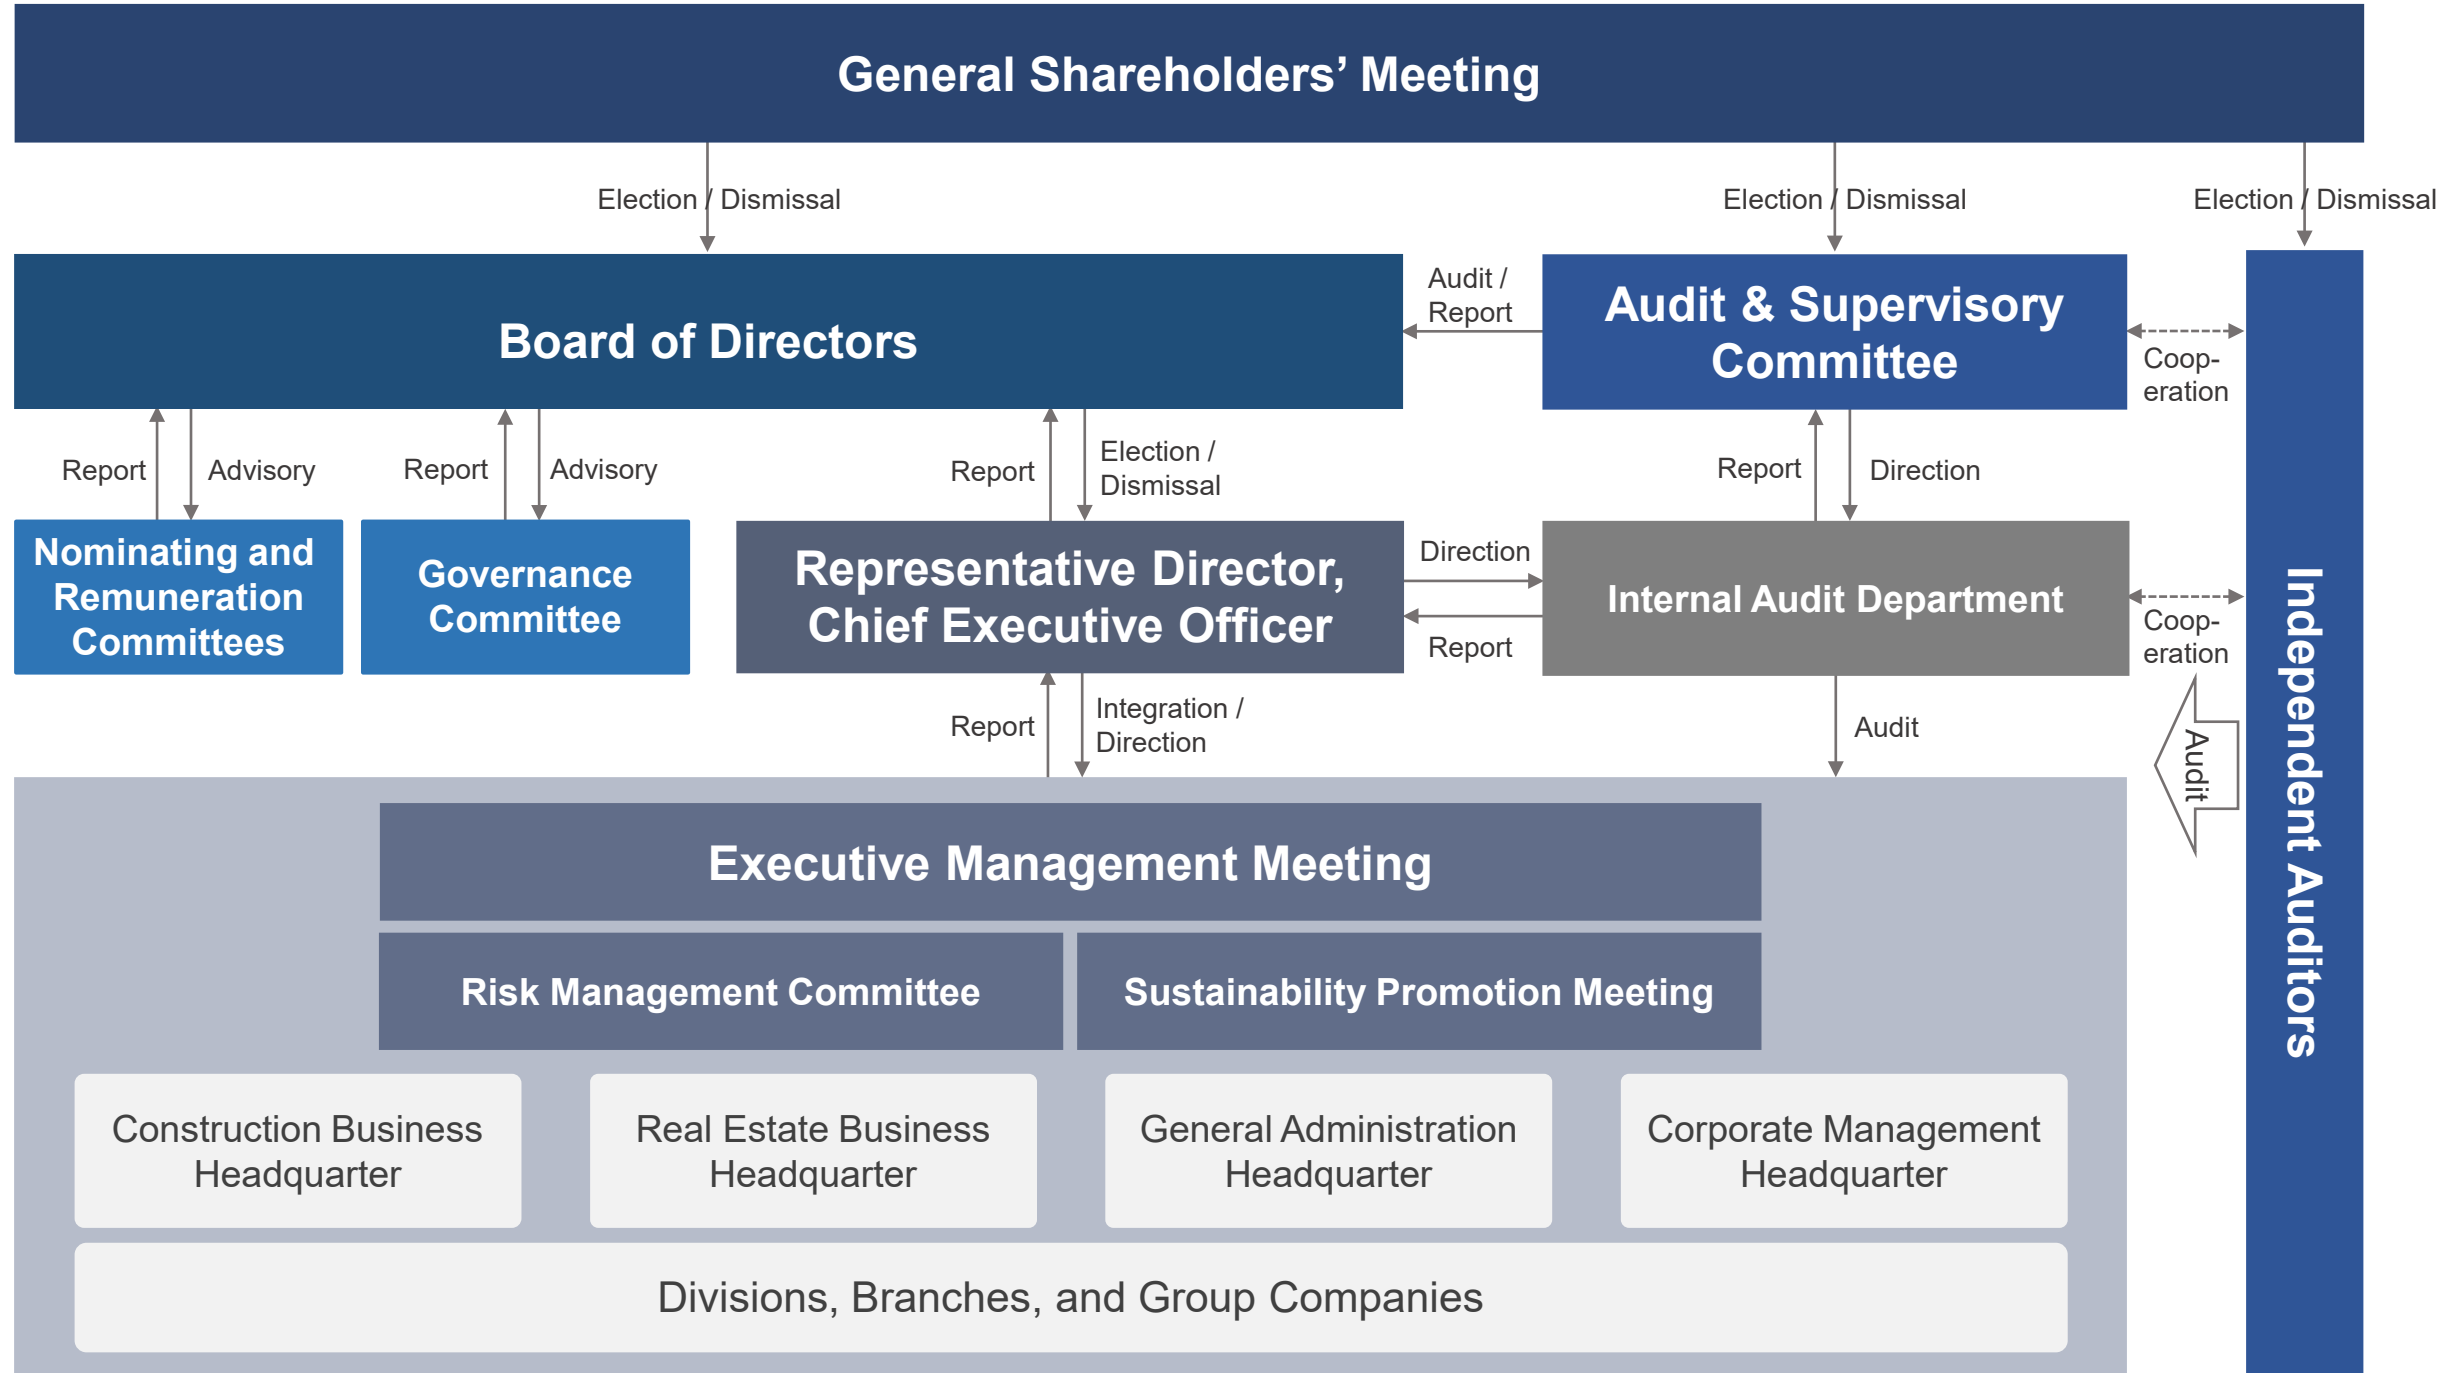 General Shareholders’ Meeting
Election / Dismissal
Election / Dismissal
Election / Dismissal
Board of Directors
Audit /
Report
Audit & Supervisory
Committee
Coop-
eration
Report
Advisory
Report
Advisory
Report
Election /
Dismissal
Report
Direction
Nominating and
Remuneration
Committees
Governance
Committee
Representative Director,
Chief Executive Officer
Direction
Report
Internal Audit Department
Coop-
eration
Independent Auditors
Report
Integration /
Direction
Audit
Audit
Executive Management Meeting
Risk Management Committee
Sustainability Promotion Meeting
Construction Business
Headquarter
Real Estate Business
Headquarter
General Administration
Headquarter
Corporate Management
Headquarter
Divisions, Branches, and Group Companies